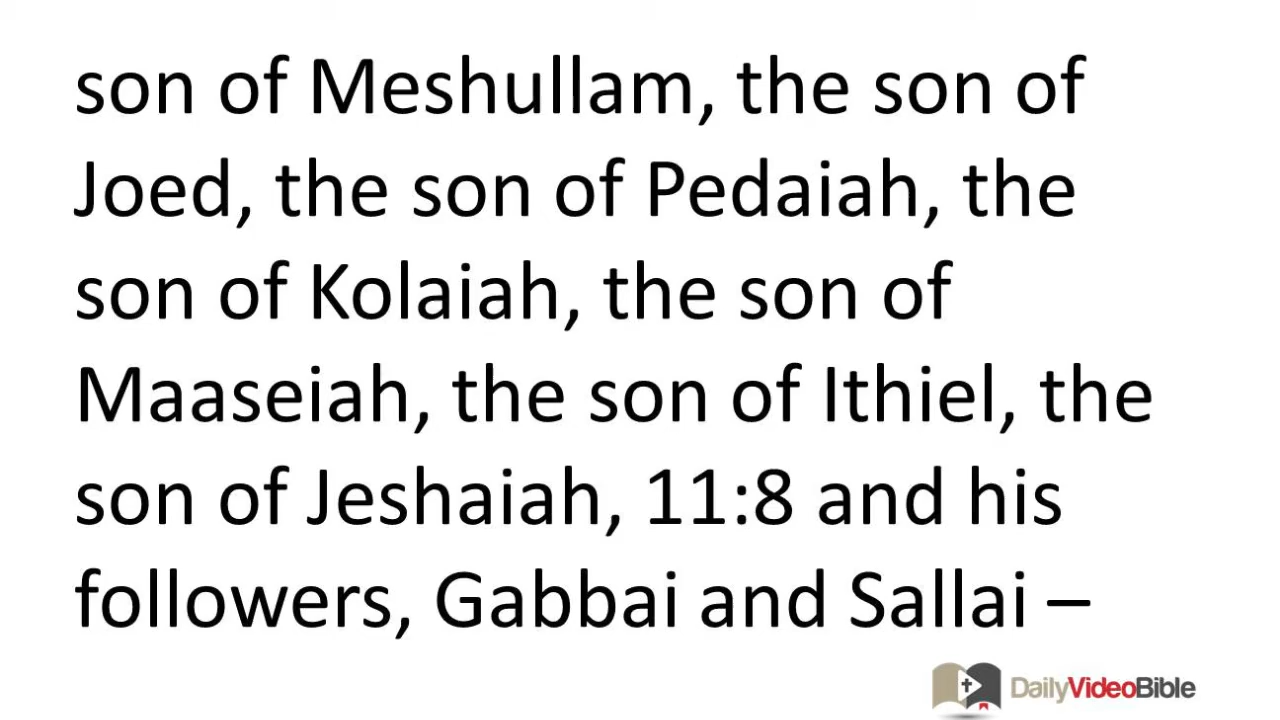 son of Meshullam, the son of
Joed, the son of Pedaiah, the
son of Kolaiah, the son of
Maaseiah, the son of Ithiel, the
son of Jeshaiah, 11:8 and his
followers, Gabbai and Sallai –
DailyVideoBible